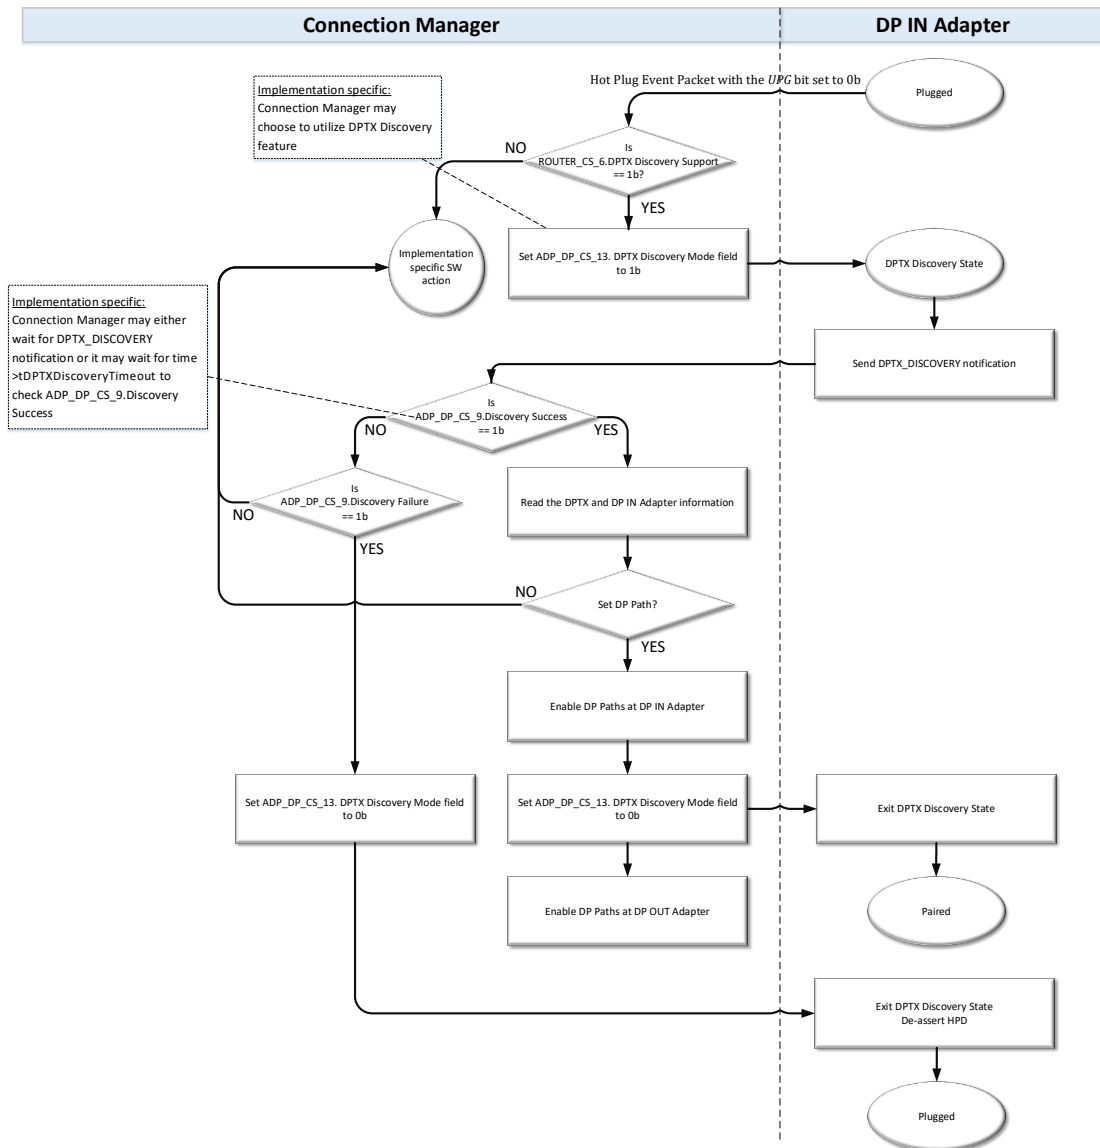 Connection Manager
DP IN Adapter
Hot Plug Event Packet with the UPG bit set to 0b
Plugged
Implementation specific:
Connection Manager may
choose to utilize DPTX Discovery
feature
Is
ROUTER_CS_6.DPTX Discovery Support
== 1b?
NO
YES
Implementation
specific SW
action
Set ADP_DP_CS_13. DPTX Discovery Mode field
to 1b
DPTX Discovery State
Implementation specific:
Connection Manager may either
wait for DPTX_DISCOVERY
notification or it may wait for time
>tDPTXDiscoveryTimeout to
check ADP_DP_CS_9.Discovery
Success
Send DPTX_DISCOVERY notification
Is
ADP_DP_CS_9.Discovery Success
== 1b
NO
YES
Is
ADP_DP_CS_9.Discovery Failure
== 1b
NO
YES
Read the DPTX and DP IN Adapter information
Set DP Path?
NO
YES
Enable DP Paths at DP IN Adapter
Set ADP_DP_CS_13. DPTX Discovery Mode field
to 0b
Set ADP_DP_CS_13. DPTX Discovery Mode field
to 0b
Exit DPTX Discovery State
Enable DP Paths at DP OUT Adapter
Paired
Exit DPTX Discovery State
De-assert HPD
Plugged